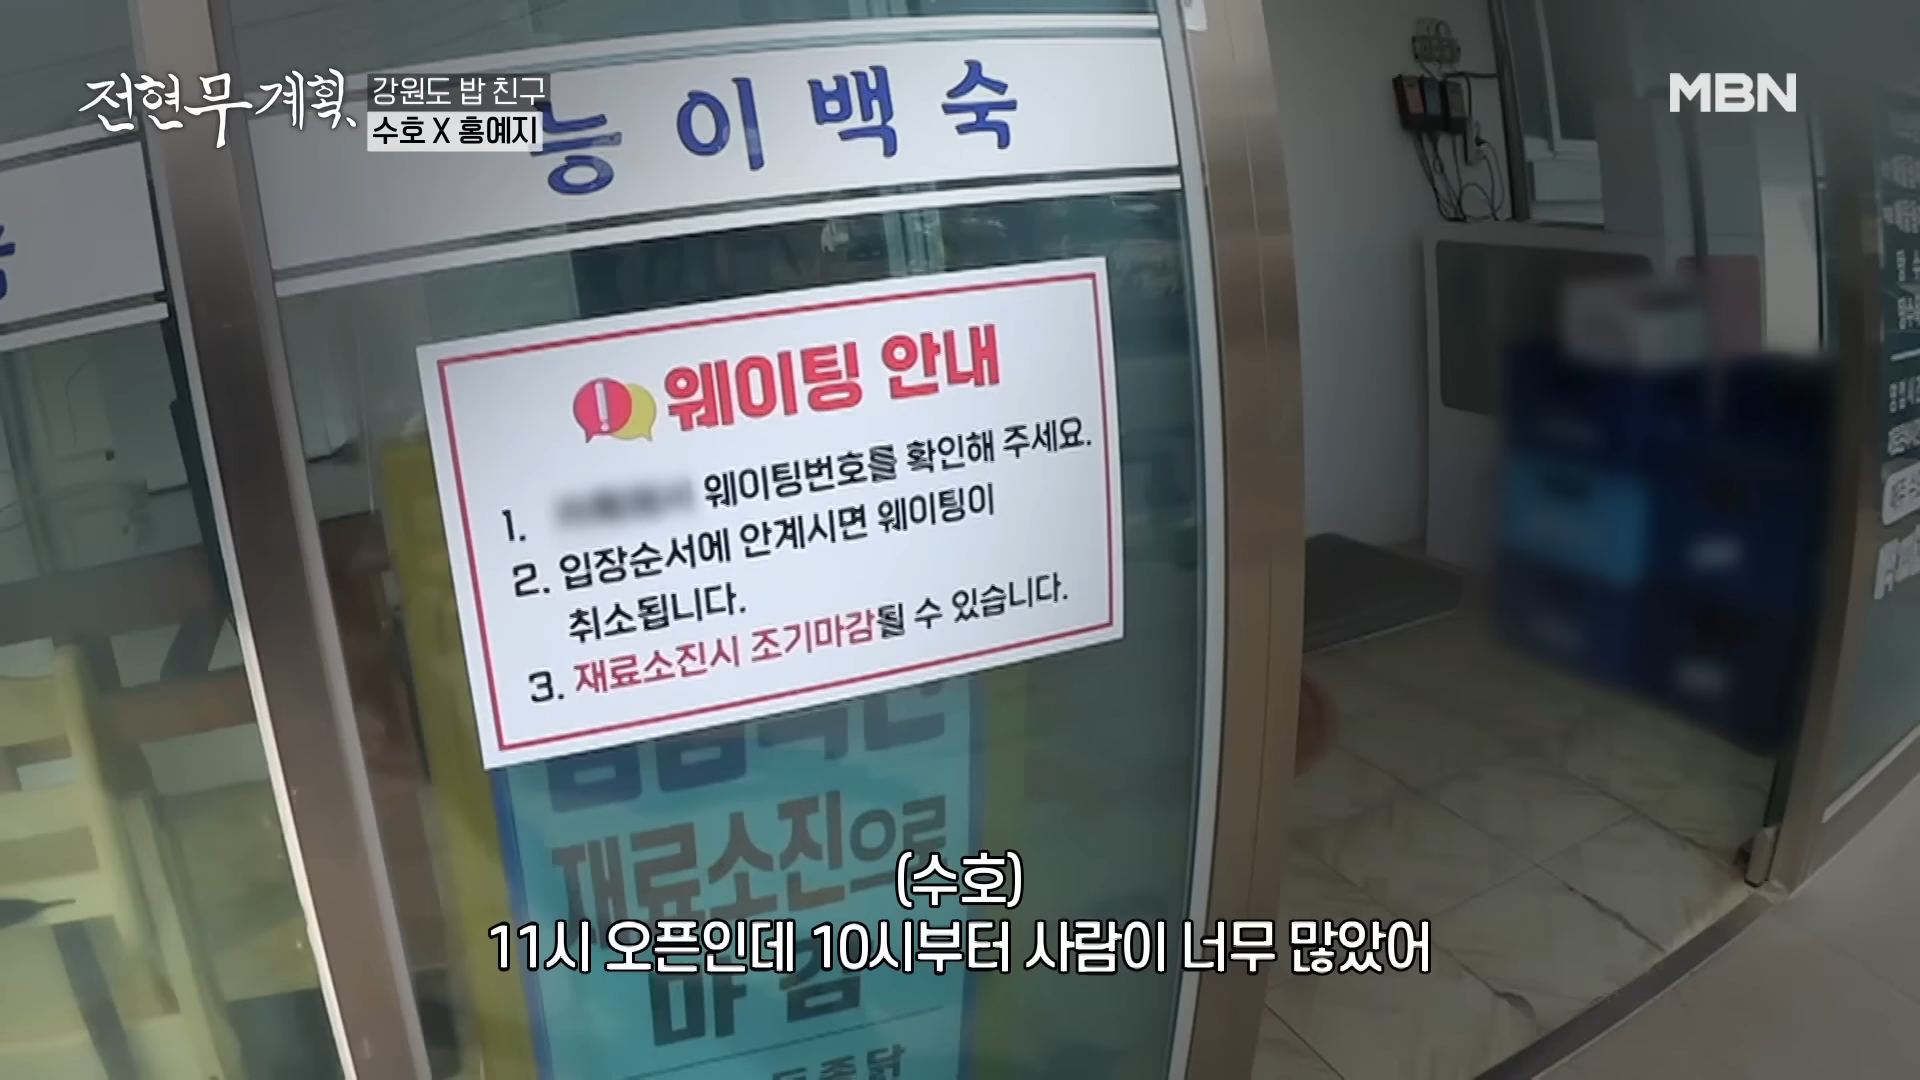 전현무계획
강원도 밥 친구
수호 X 홍예지
MBN
능이백숙
웨이팅 안내
1. 웨이팅번호를 확인해 주세요.
2. 입장순서에 안계시면 웨이팅이
취소됩니다.
3. 재료소진시 조기마감될 수 있습니다.
재료소진으로
마감
토종닭
(수호)
11시 오픈인데 10시부터 사람이 너무 많았어